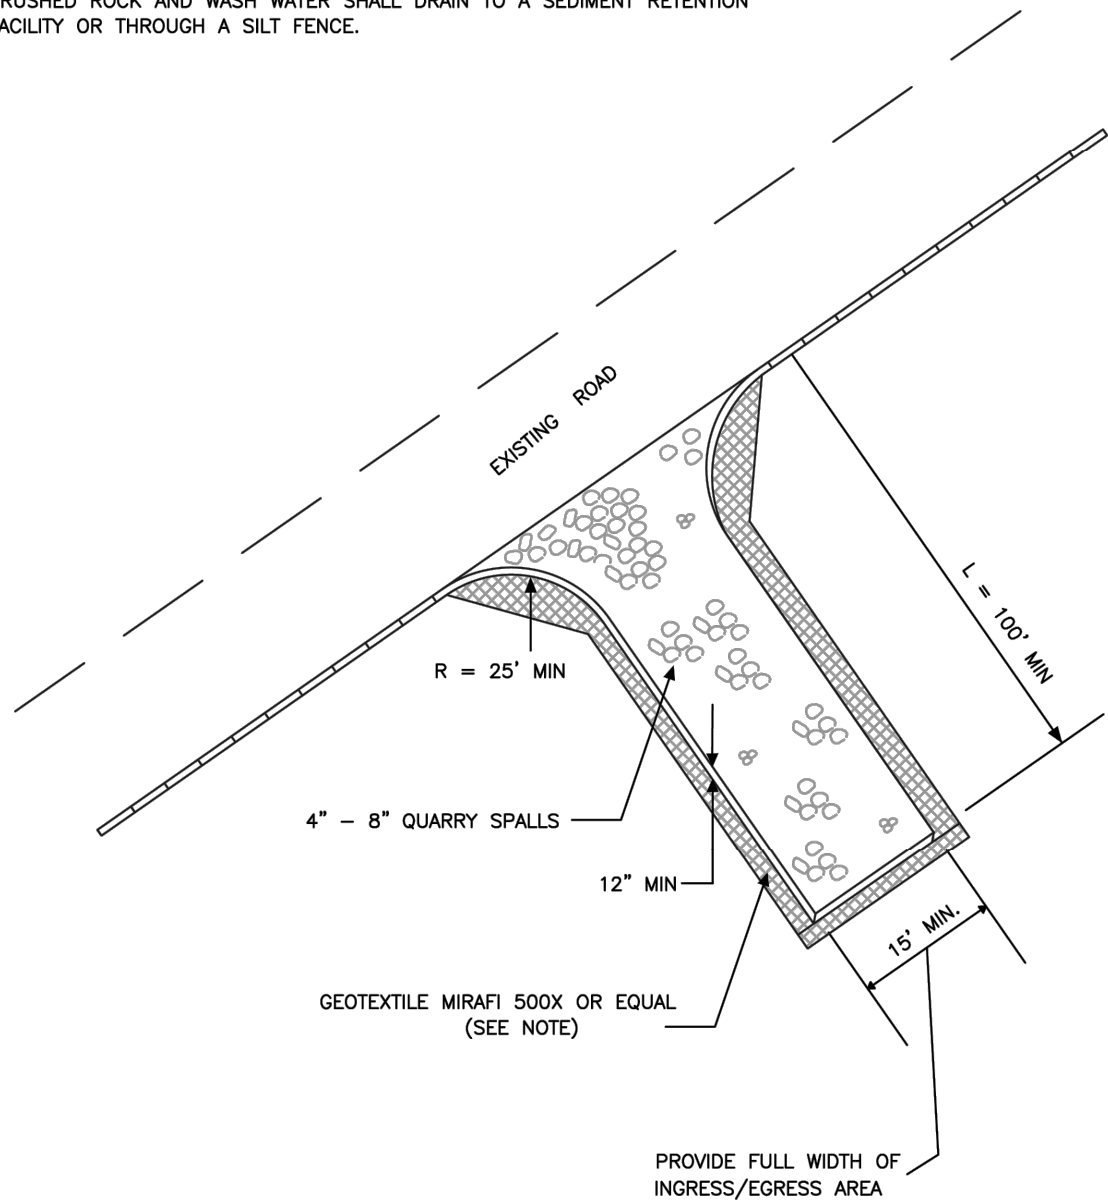 RUSHED ROCK AND WASH WATER SHALL DRAIN TO A SEDIMENT RETENTION
ACILITY OR THROUGH A SILT FENCE.
EXISTING ROAD
L = 100' MIN
R = 25' MIN
4" – 8" QUARRY SPALLS
12" MIN
15' MIN.
GEOTEXTILE MIRAFI 500X OR EQUAL
(SEE NOTE)
PROVIDE FULL WIDTH OF
INGRESS/EGRESS AREA